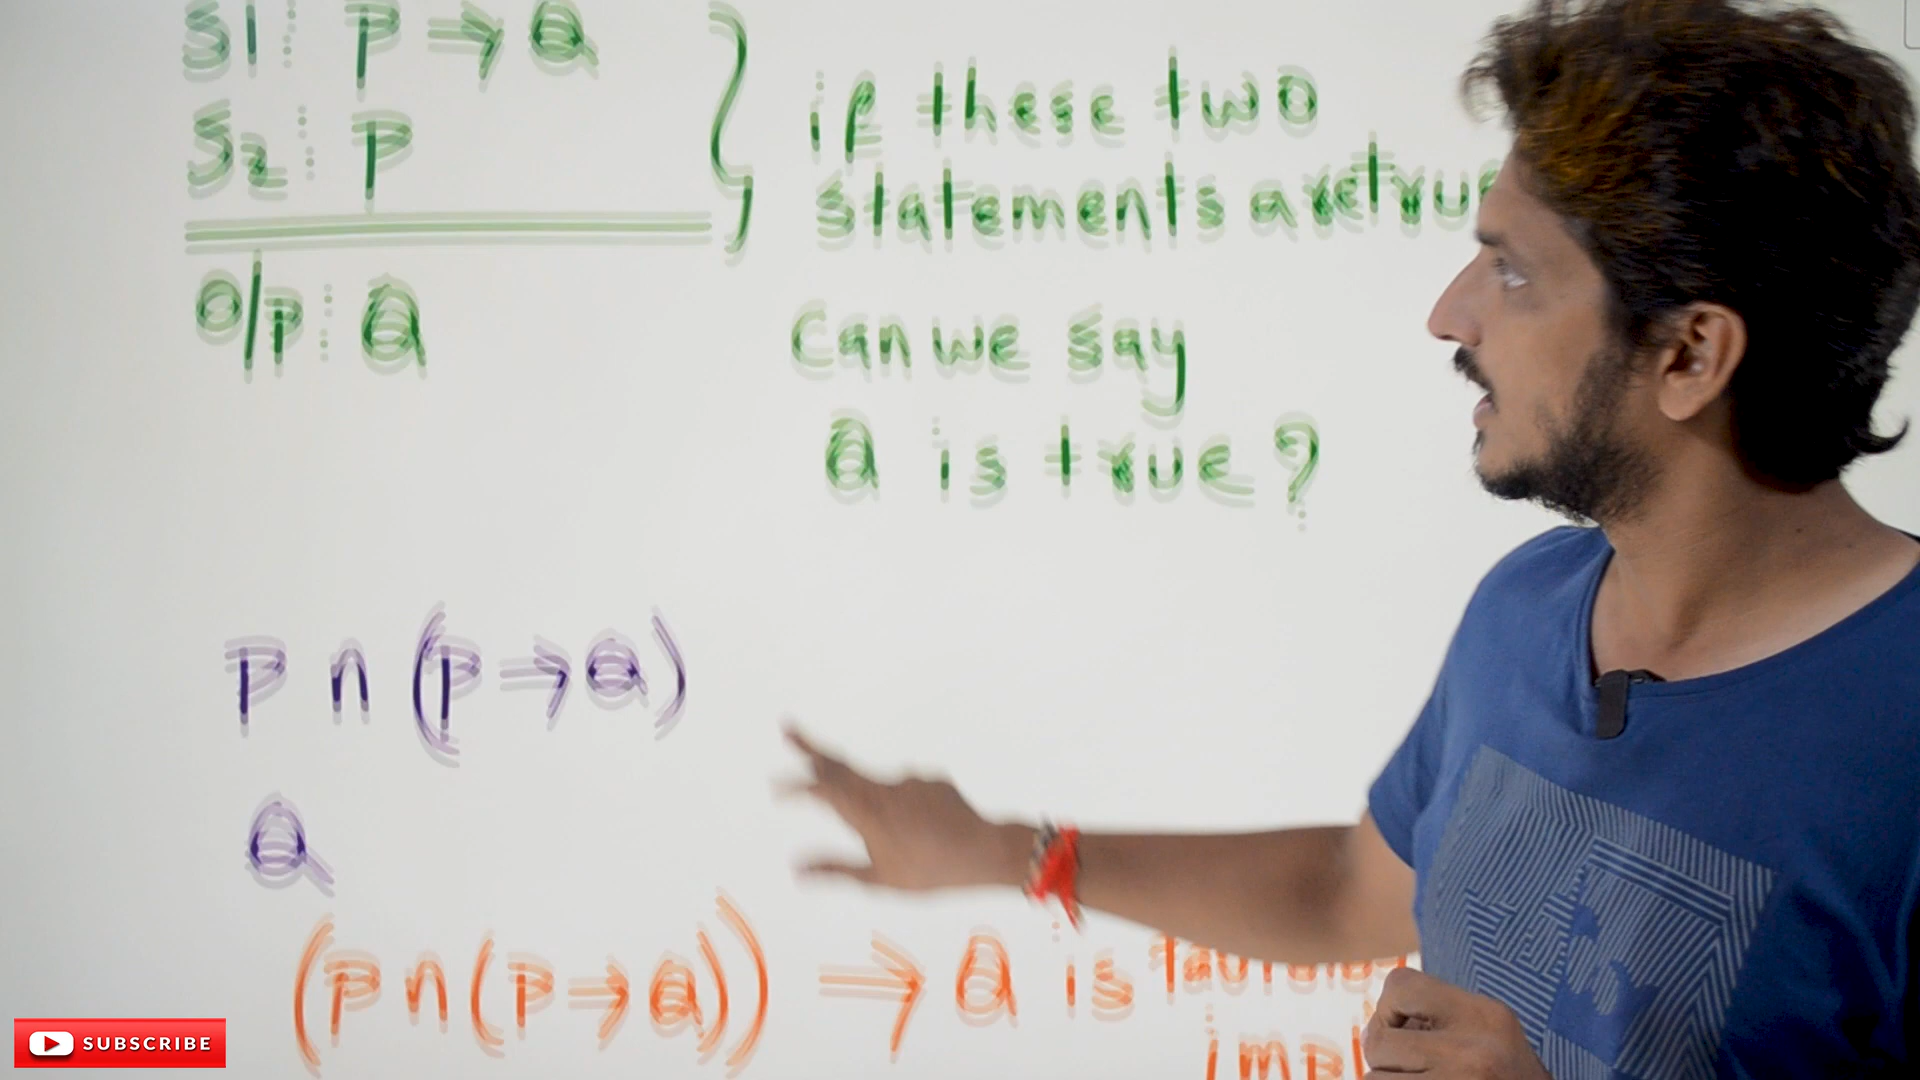 S1 : P → Q
S2 : P
if these two
statements are true
O/P : Q
Can we say
Q is true ?
P ∩ (P → Q)
Q
(P ∩ (P → Q)) → Q is
SUBSCRIBE